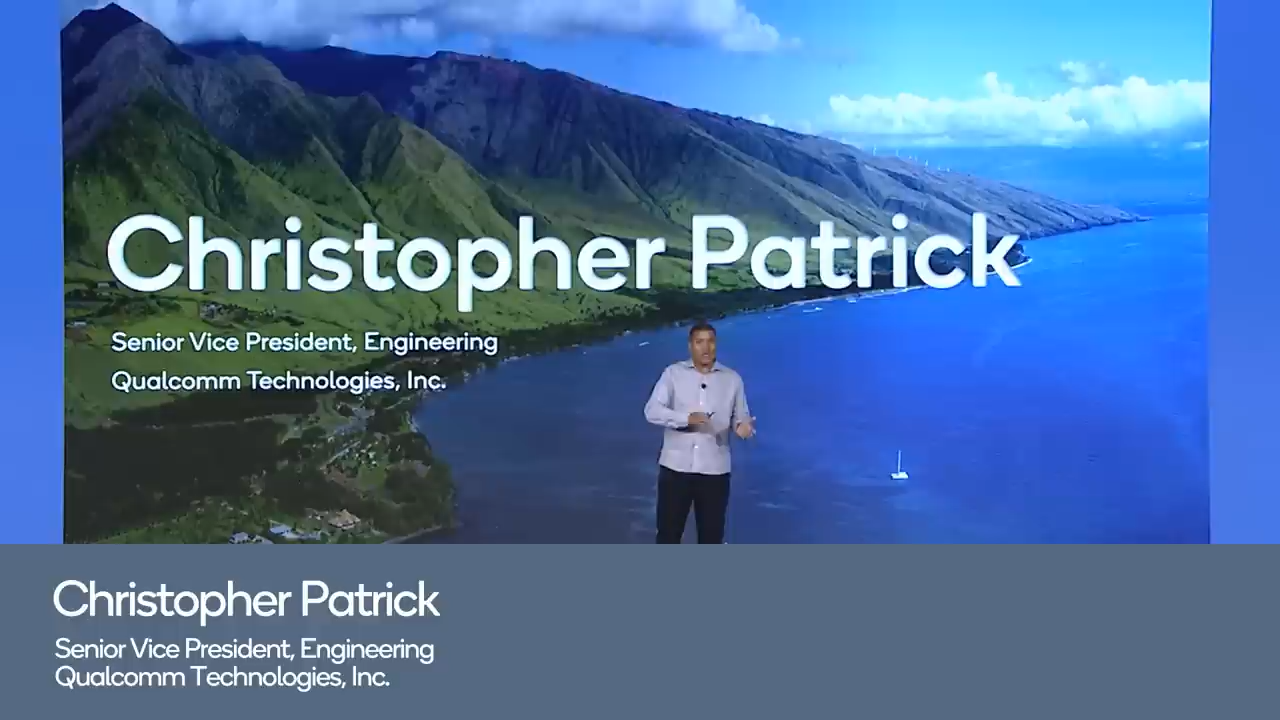 Christopher Patrick
Senior Vice President, Engineering
Qualcomm Technologies, Inc.
Christopher Patrick
Senior Vice President, Engineering
Qualcomm Technologies, Inc.